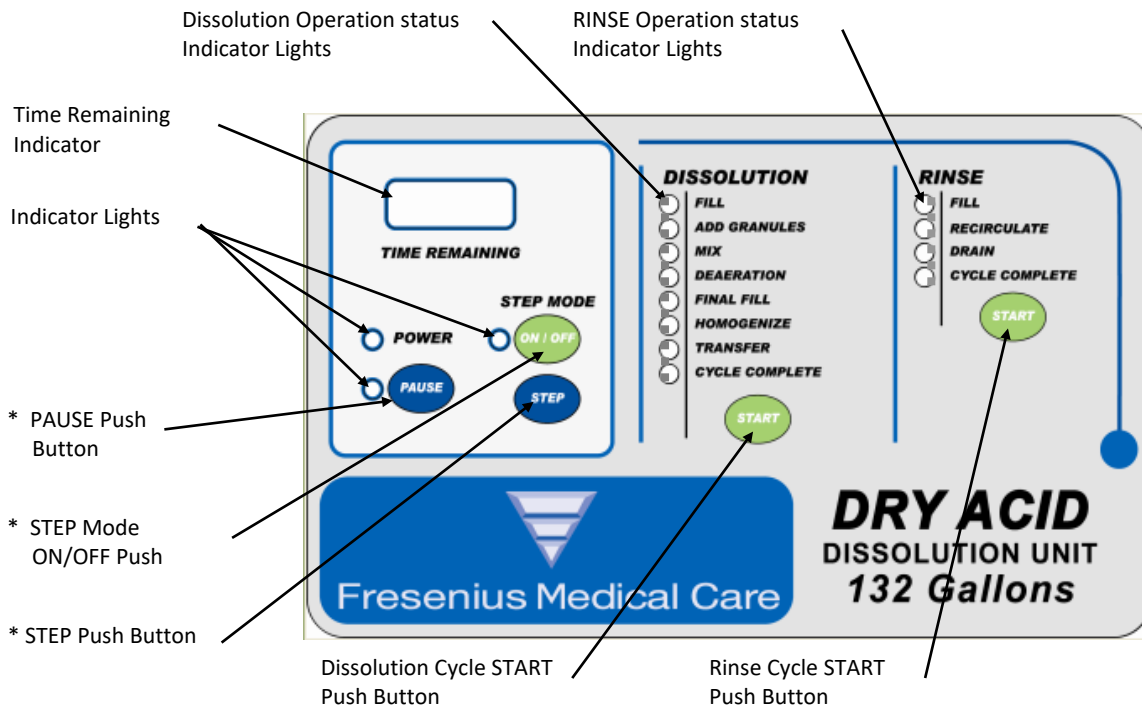 Dissolution Operation status
Indicator Lights
RINSE Operation status
Indicator Lights
Time Remaining
Indicator
Indicator Lights
* PAUSE Push
Button
* STEP Mode
ON/OFF Push
* STEP Push Button
TIME REMAINING
STEP MODE
POWER
ON / OFF
PAUSE
STEP
DISSOLUTION
FILL
ADD GRANULES
MIX
DEAERATION
FINAL FILL
HOMOGENIZE
TRANSFER
CYCLE COMPLETE
START
RINSE
FILL
RECIRCULATE
DRAIN
CYCLE COMPLETE
START
Fresenius Medical Care
DRY ACID
DISSOLUTION UNIT
132 Gallons
Dissolution Cycle START
Push Button
Rinse Cycle START
Push Button